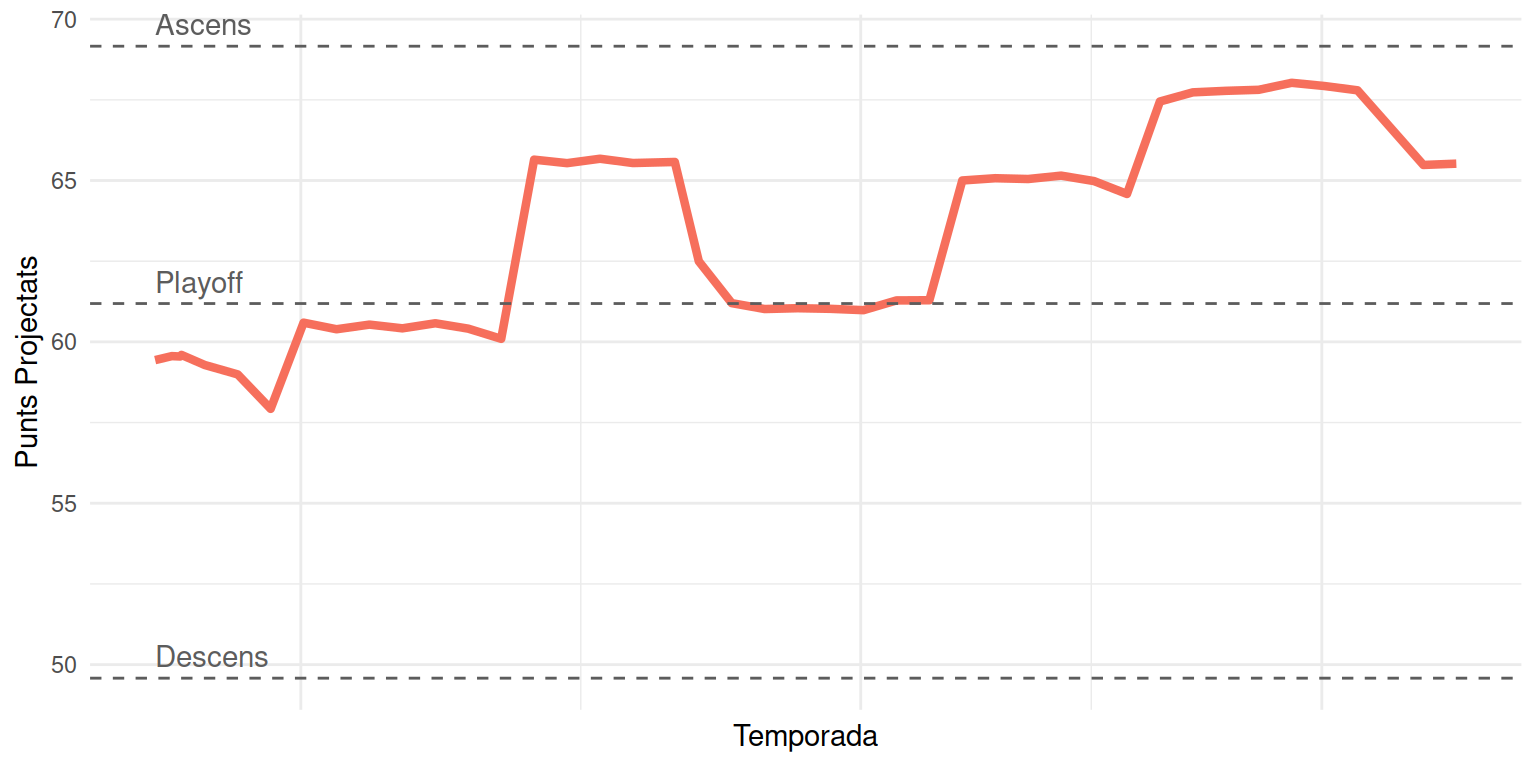 70
Ascens
65
Playoff
60
55
Descens
50
Punts Projectats
Temporada